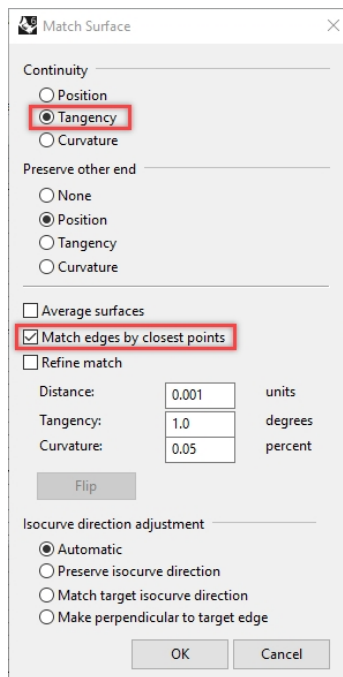 Match Surface
Continuity
Position
Tangency
Curvature
Preserve other end
None
Position
Tangency
Curvature
Average surfaces
Match edges by closest points
Refine match
Distance: 0.001 units
Tangency: 1.0 degrees
Curvature: 0.05 percent
Flip
Isocurve direction adjustment
Automatic
Preserve isocurve direction
Match target isocurve direction
Make perpendicular to target edge
OK Cancel